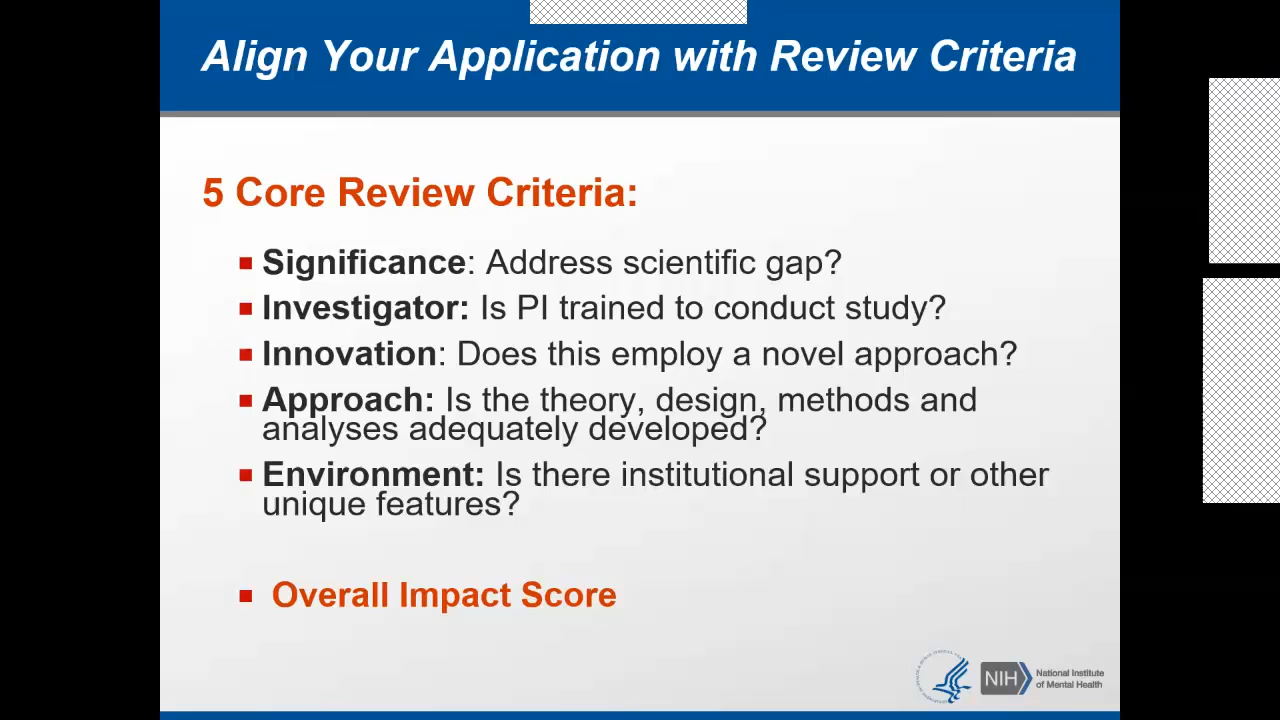 Align Your Application with Review Criteria
5 Core Review Criteria:
Significance: Address scientific gap?
Investigator: Is PI trained to conduct study?
Innovation: Does this employ a novel approach?
Approach: Is the theory, design, methods and
analyses adequately developed?
Environment: Is there institutional support or other
unique features?
Overall Impact Score
NIH
National Institute
of Mental Health